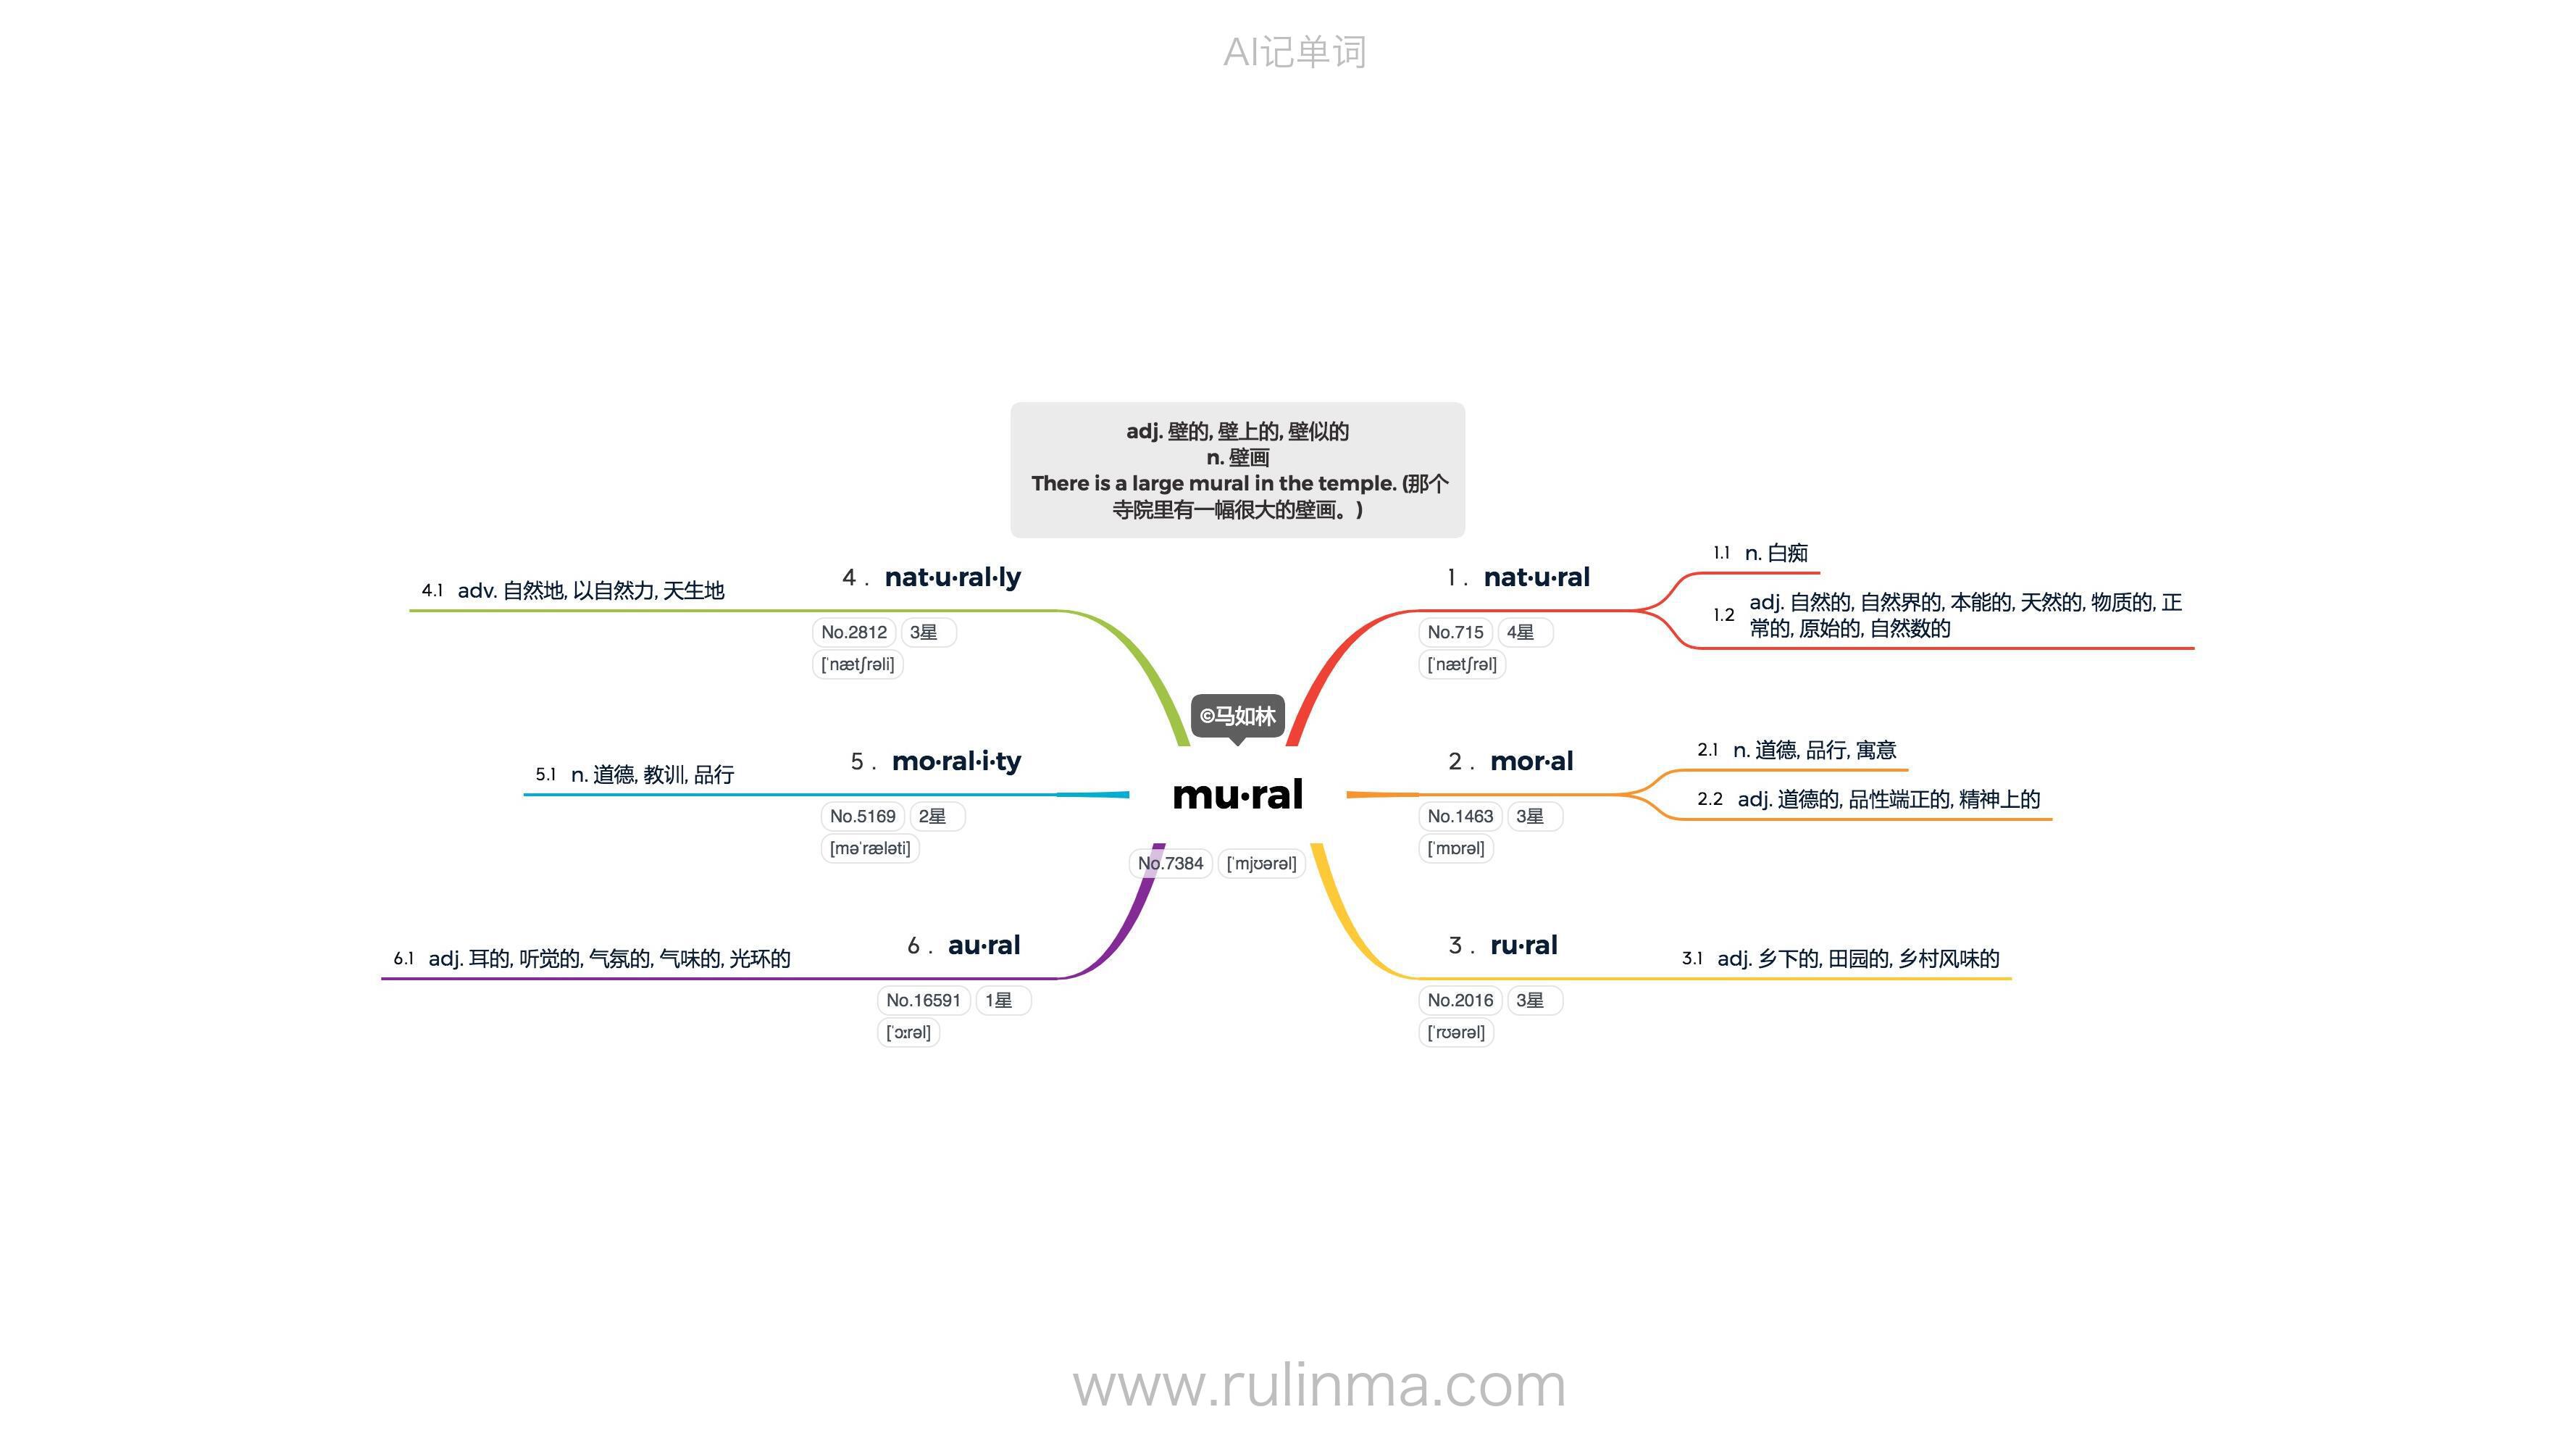 AI记单词
adj. 壁的, 壁上的, 壁似的
n. 壁画
There is a large mural in the temple. (那个
寺院里有一幅很大的壁画。)
©马如林
mu·ral
No.7384 [ˈmjʊərəl]
1 . nat·u·ral
No.715 4星
[ˈnætʃrəl]
1.1 n. 白痴
1.2 adj. 自然的, 自然界的, 本能的, 天然的, 物质的, 正
常的, 原始的, 自然数的
2 . mor·al
No.1463 3星
[ˈmɒrəl]
2.1 n. 道德, 品行, 寓意
2.2 adj. 道德的, 品性端正的, 精神上的
3 . ru·ral
No.2016 3星
[ˈrʊərəl]
3.1 adj. 乡下的, 田园的, 乡村风味的
4 . nat·u·ral·ly
No.2812 3星
[ˈnætʃrəli]
4.1 adv. 自然地, 以自然力, 天生地
5 . mo·ral·i·ty
No.5169 2星
[məˈræləti]
5.1 n. 道德, 教训, 品行
6 . au·ral
No.16591 1星
[ˈɔːrəl]
6.1 adj. 耳的, 听觉的, 气氛的, 气味的, 光环的
www.rulinma.com